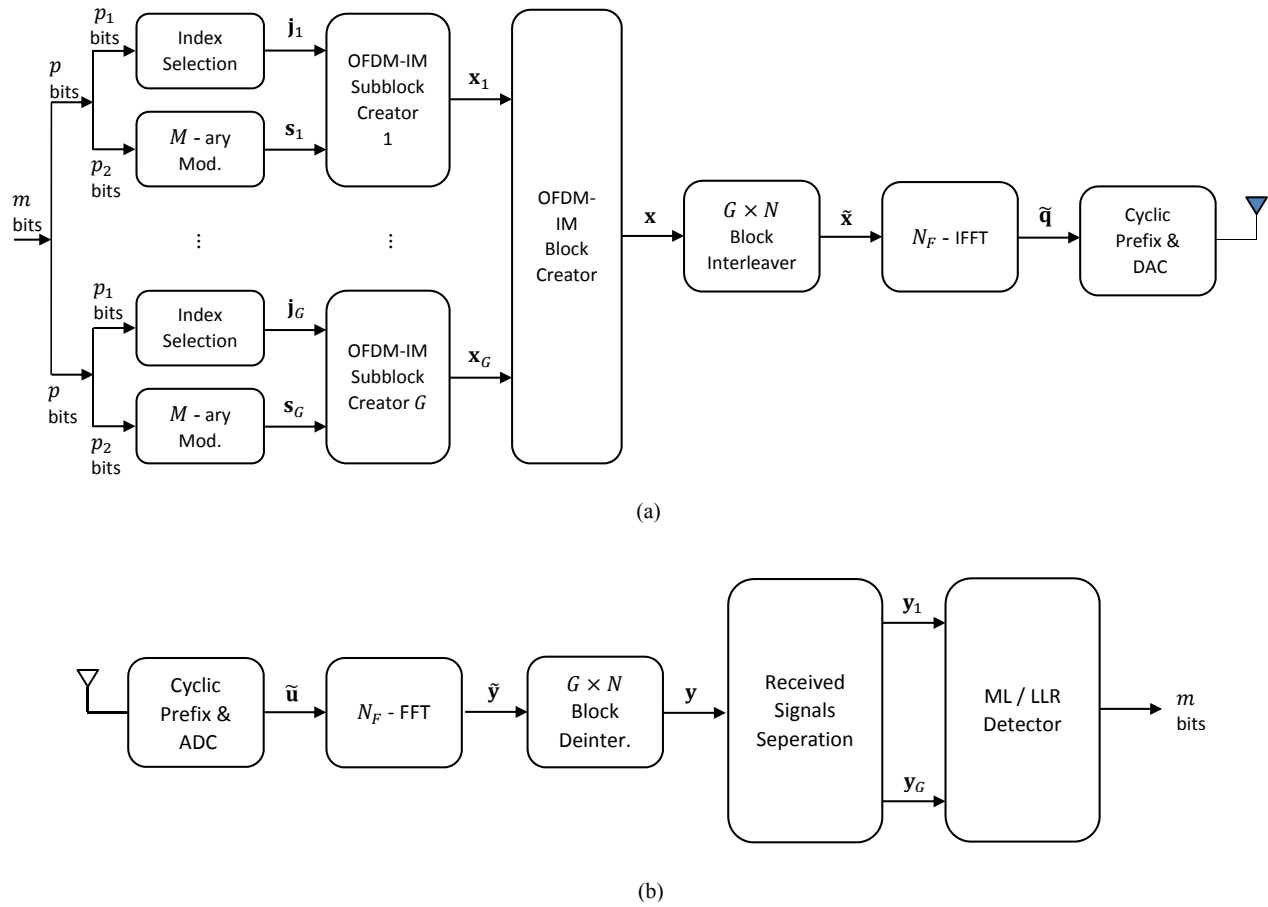 p₁
bits
Index
Selection
𝐣₁
p
bits
OFDM-IM
Subblock
Creator
1
𝐱₁
M - ary
Mod.
𝐬₁
p₂
bits
m
bits
⋮
⋮
OFDM-
IM
Block
Creator
𝐱
G × N
Block
Interleaver
𝐱̃
N_F - IFFT
𝐪̃
Cyclic
Prefix &
DAC
p₁
bits
Index
Selection
𝐣_G
OFDM-IM
Subblock
Creator G
𝐱_G
p
bits
M - ary
Mod.
𝐬_G
p₂
bits
(a)
Cyclic
Prefix &
ADC
𝐮̃
N_F - FFT
𝐲̃
G × N
Block
Deinter.
𝐲
Received
Signals
Seperation
𝐲₁
𝐲_G
ML / LLR
Detector
m
bits
(b)